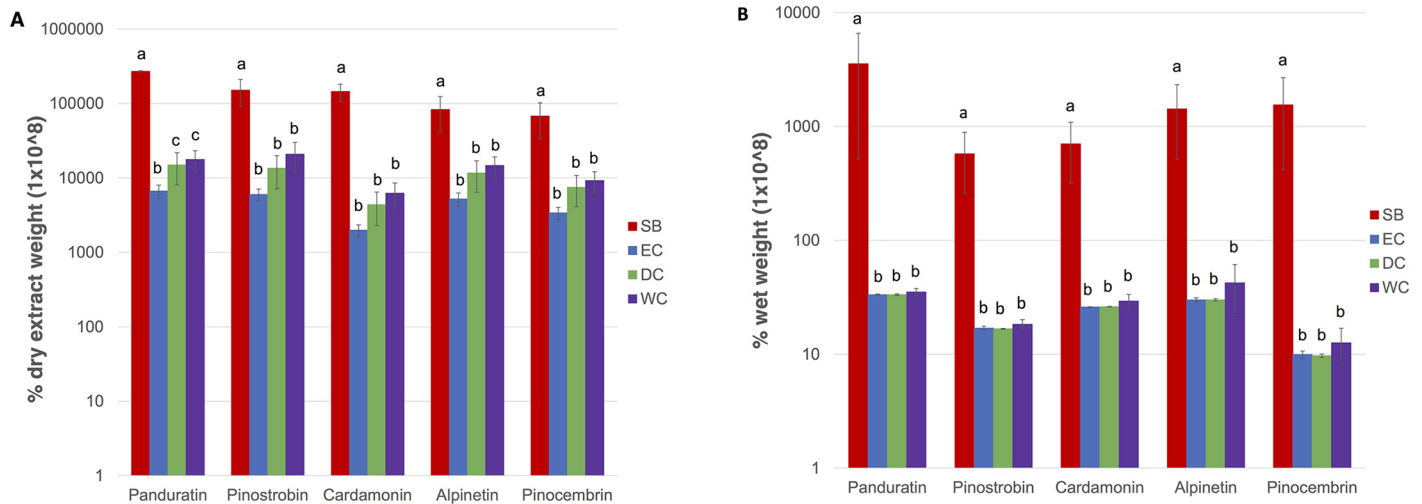 A
% dry extract weight (1x10^8)
1000000
100000
10000
1000
100
10
1
a
b
c
c
a
b
b
b
a
b
b
b
a
b
b
b
a
b
b
b
Panduratin Pinostrobin Cardamonin Alpinetin Pinocembrin
SB
EC
DC
WC
B
% wet weight (1x10^8)
10000
1000
100
10
1
a
b
b
b
a
b
b
b
a
b
b
b
a
b
b
b
a
b
b
b
Panduratin Pinostrobin Cardamonin Alpinetin Pinocembrin
SB
EC
DC
WC